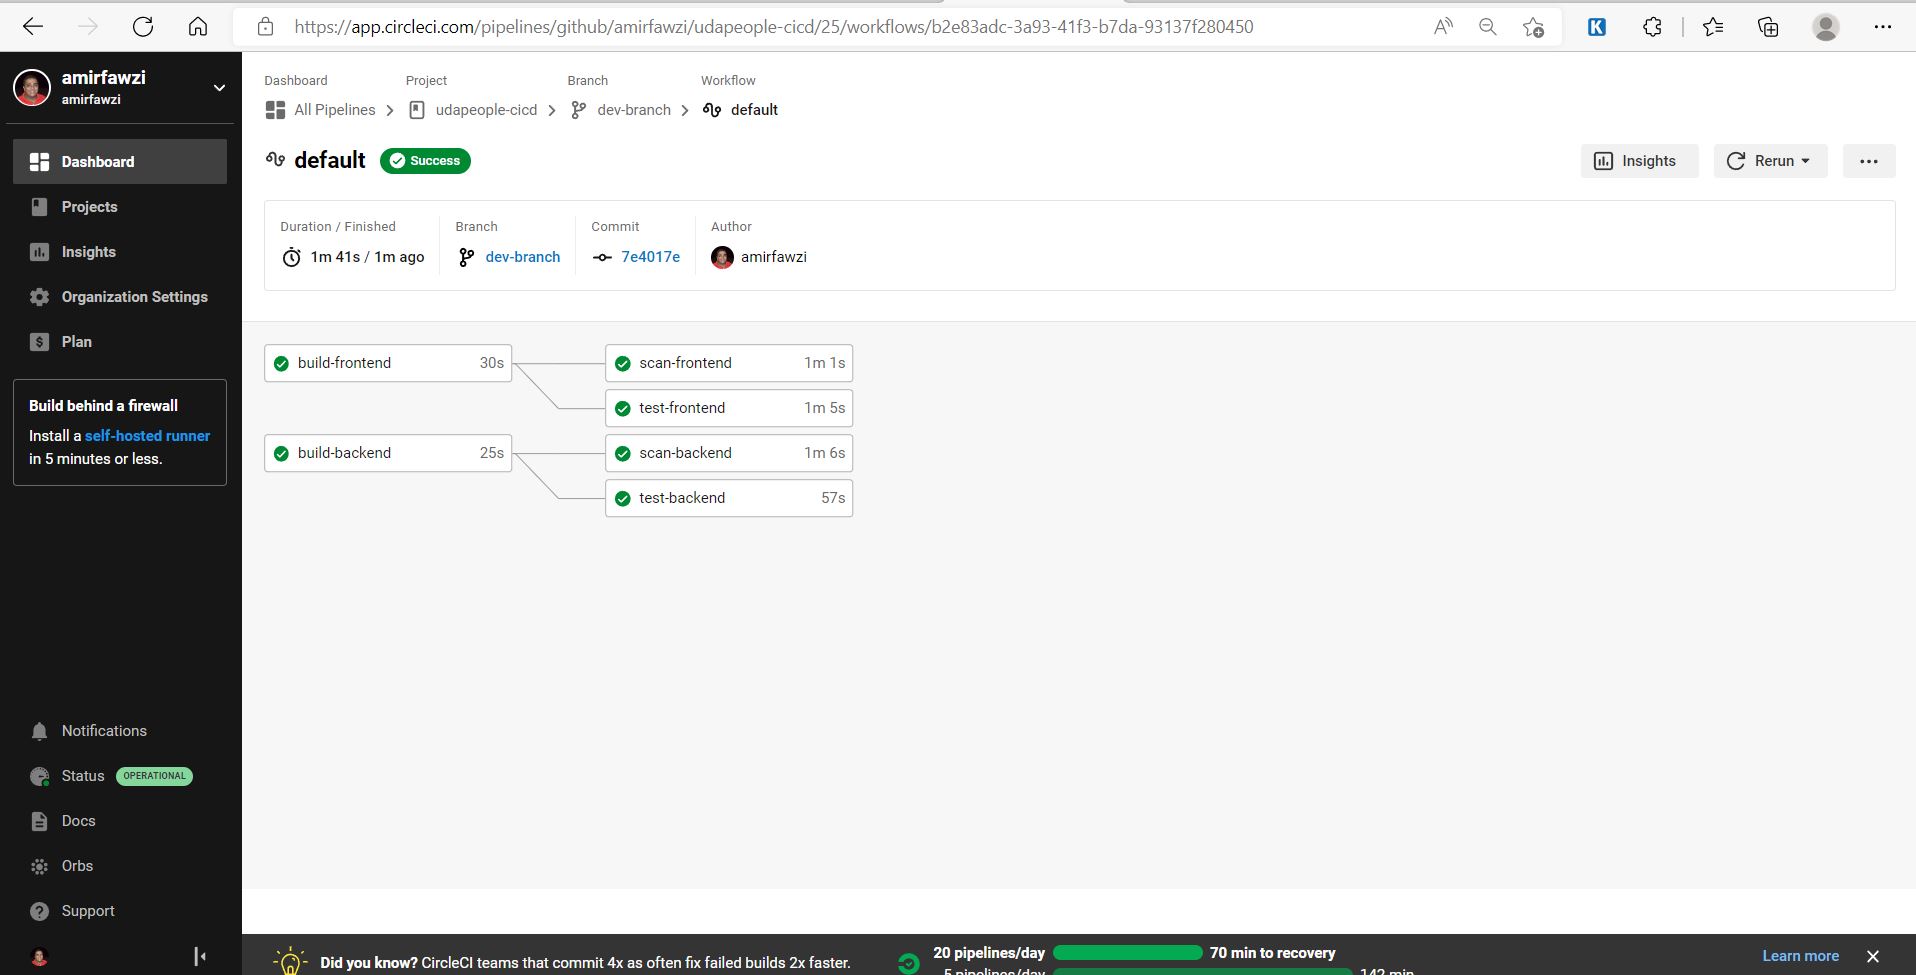 https://app.circleci.com/pipelines/github/amirfawzi/udapeople-cicd/25/workflows/b2e83adc-3a93-41f3-b7da-93137f280450
amirfawzi
amirfawzi
Dashboard
Projects
Insights
Organization Settings
Plan
Build behind a firewall
Install a self-hosted runner
in 5 minutes or less.
Notifications
Status OPERATIONAL
Docs
Orbs
Support
Dashboard Project Branch Workflow
All Pipelines udapeople-cicd dev-branch default
default Success
Insights Rerun
Duration / Finished Branch Commit Author
1m 41s / 1m ago dev-branch 7e4017e amirfawzi
build-frontend 30s scan-frontend 1m 1s
test-frontend 1m 5s
build-backend 25s scan-backend 1m 6s
test-backend 57s
Did you know? CircleCI teams that commit 4x as often fix failed builds 2x faster.
20 pipelines/day 70 min to recovery
5 pipelines/day 142 min
Learn more